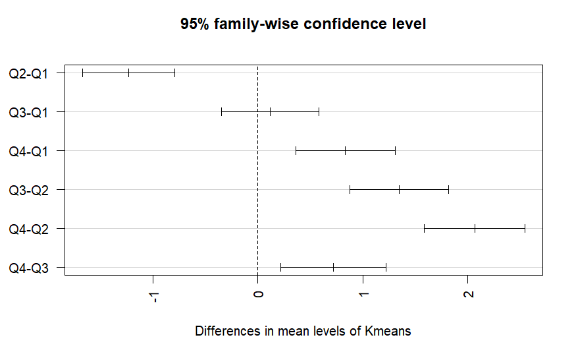 95% family-wise confidence level
Q2-Q1
Q3-Q1
Q4-Q1
Q3-Q2
Q4-Q2
Q4-Q3
-1
0
1
2
Differences in mean levels of Kmeans